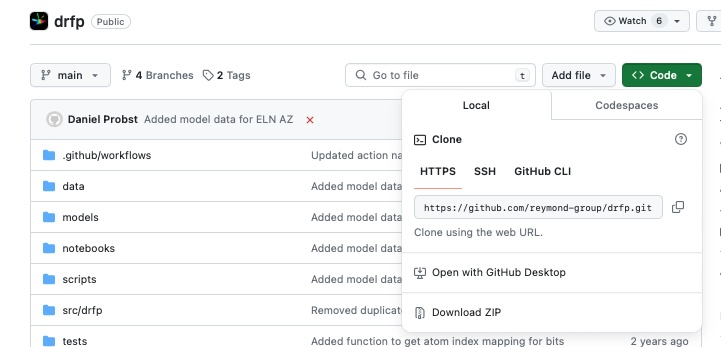 drfp Public Watch 6
main 4 Branches 2 Tags Go to file t Add file Code
Local Codespaces
Daniel Probst Added model data for ELN AZ
Clone
.github/workflows Updated action na
HTTPS SSH GitHub CLI
data Added model data
https://github.com/reymond-group/drfp.git
models Added model data
Clone using the web URL.
notebooks Added model data
Open with GitHub Desktop
scripts Added model data
src/drfp Removed duplicat
Download ZIP
tests Added function to get atom index mapping for bits 2 years ago